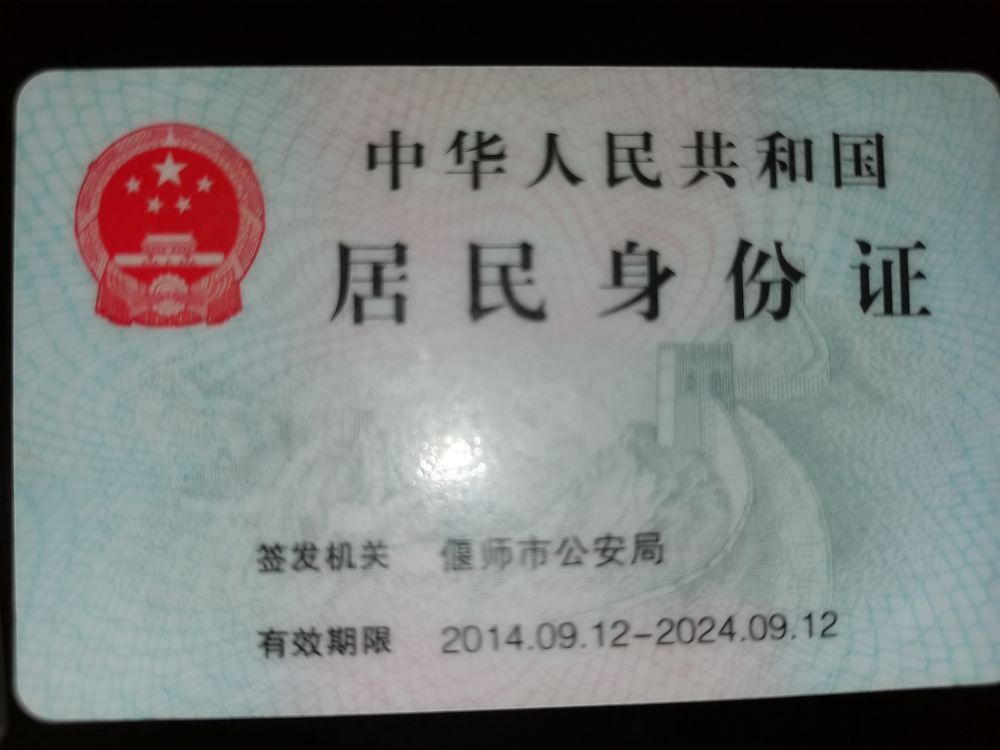 中华人民共和国
居民身份证
签发机关 偃师市公安局
有效期限 2014.09.12-2024.09.12